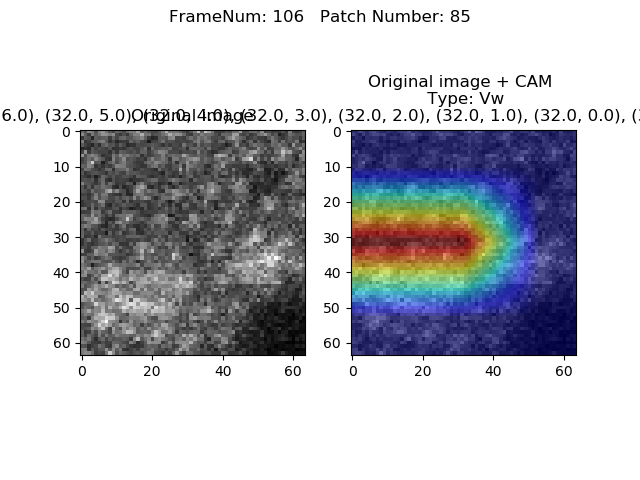 FrameNum: 106   Patch Number: 85
Original image + CAM
Type: Vw
6.0), (32.0, 5.0), (32.0, 4.0), (32.0, 3.0), (32.0, 2.0), (32.0, 1.0), (32.0, 0.0), (3
Original image
0
10
20
30
40
50
60
0 20 40 60
0
10
20
30
40
50
60
0 20 40 60